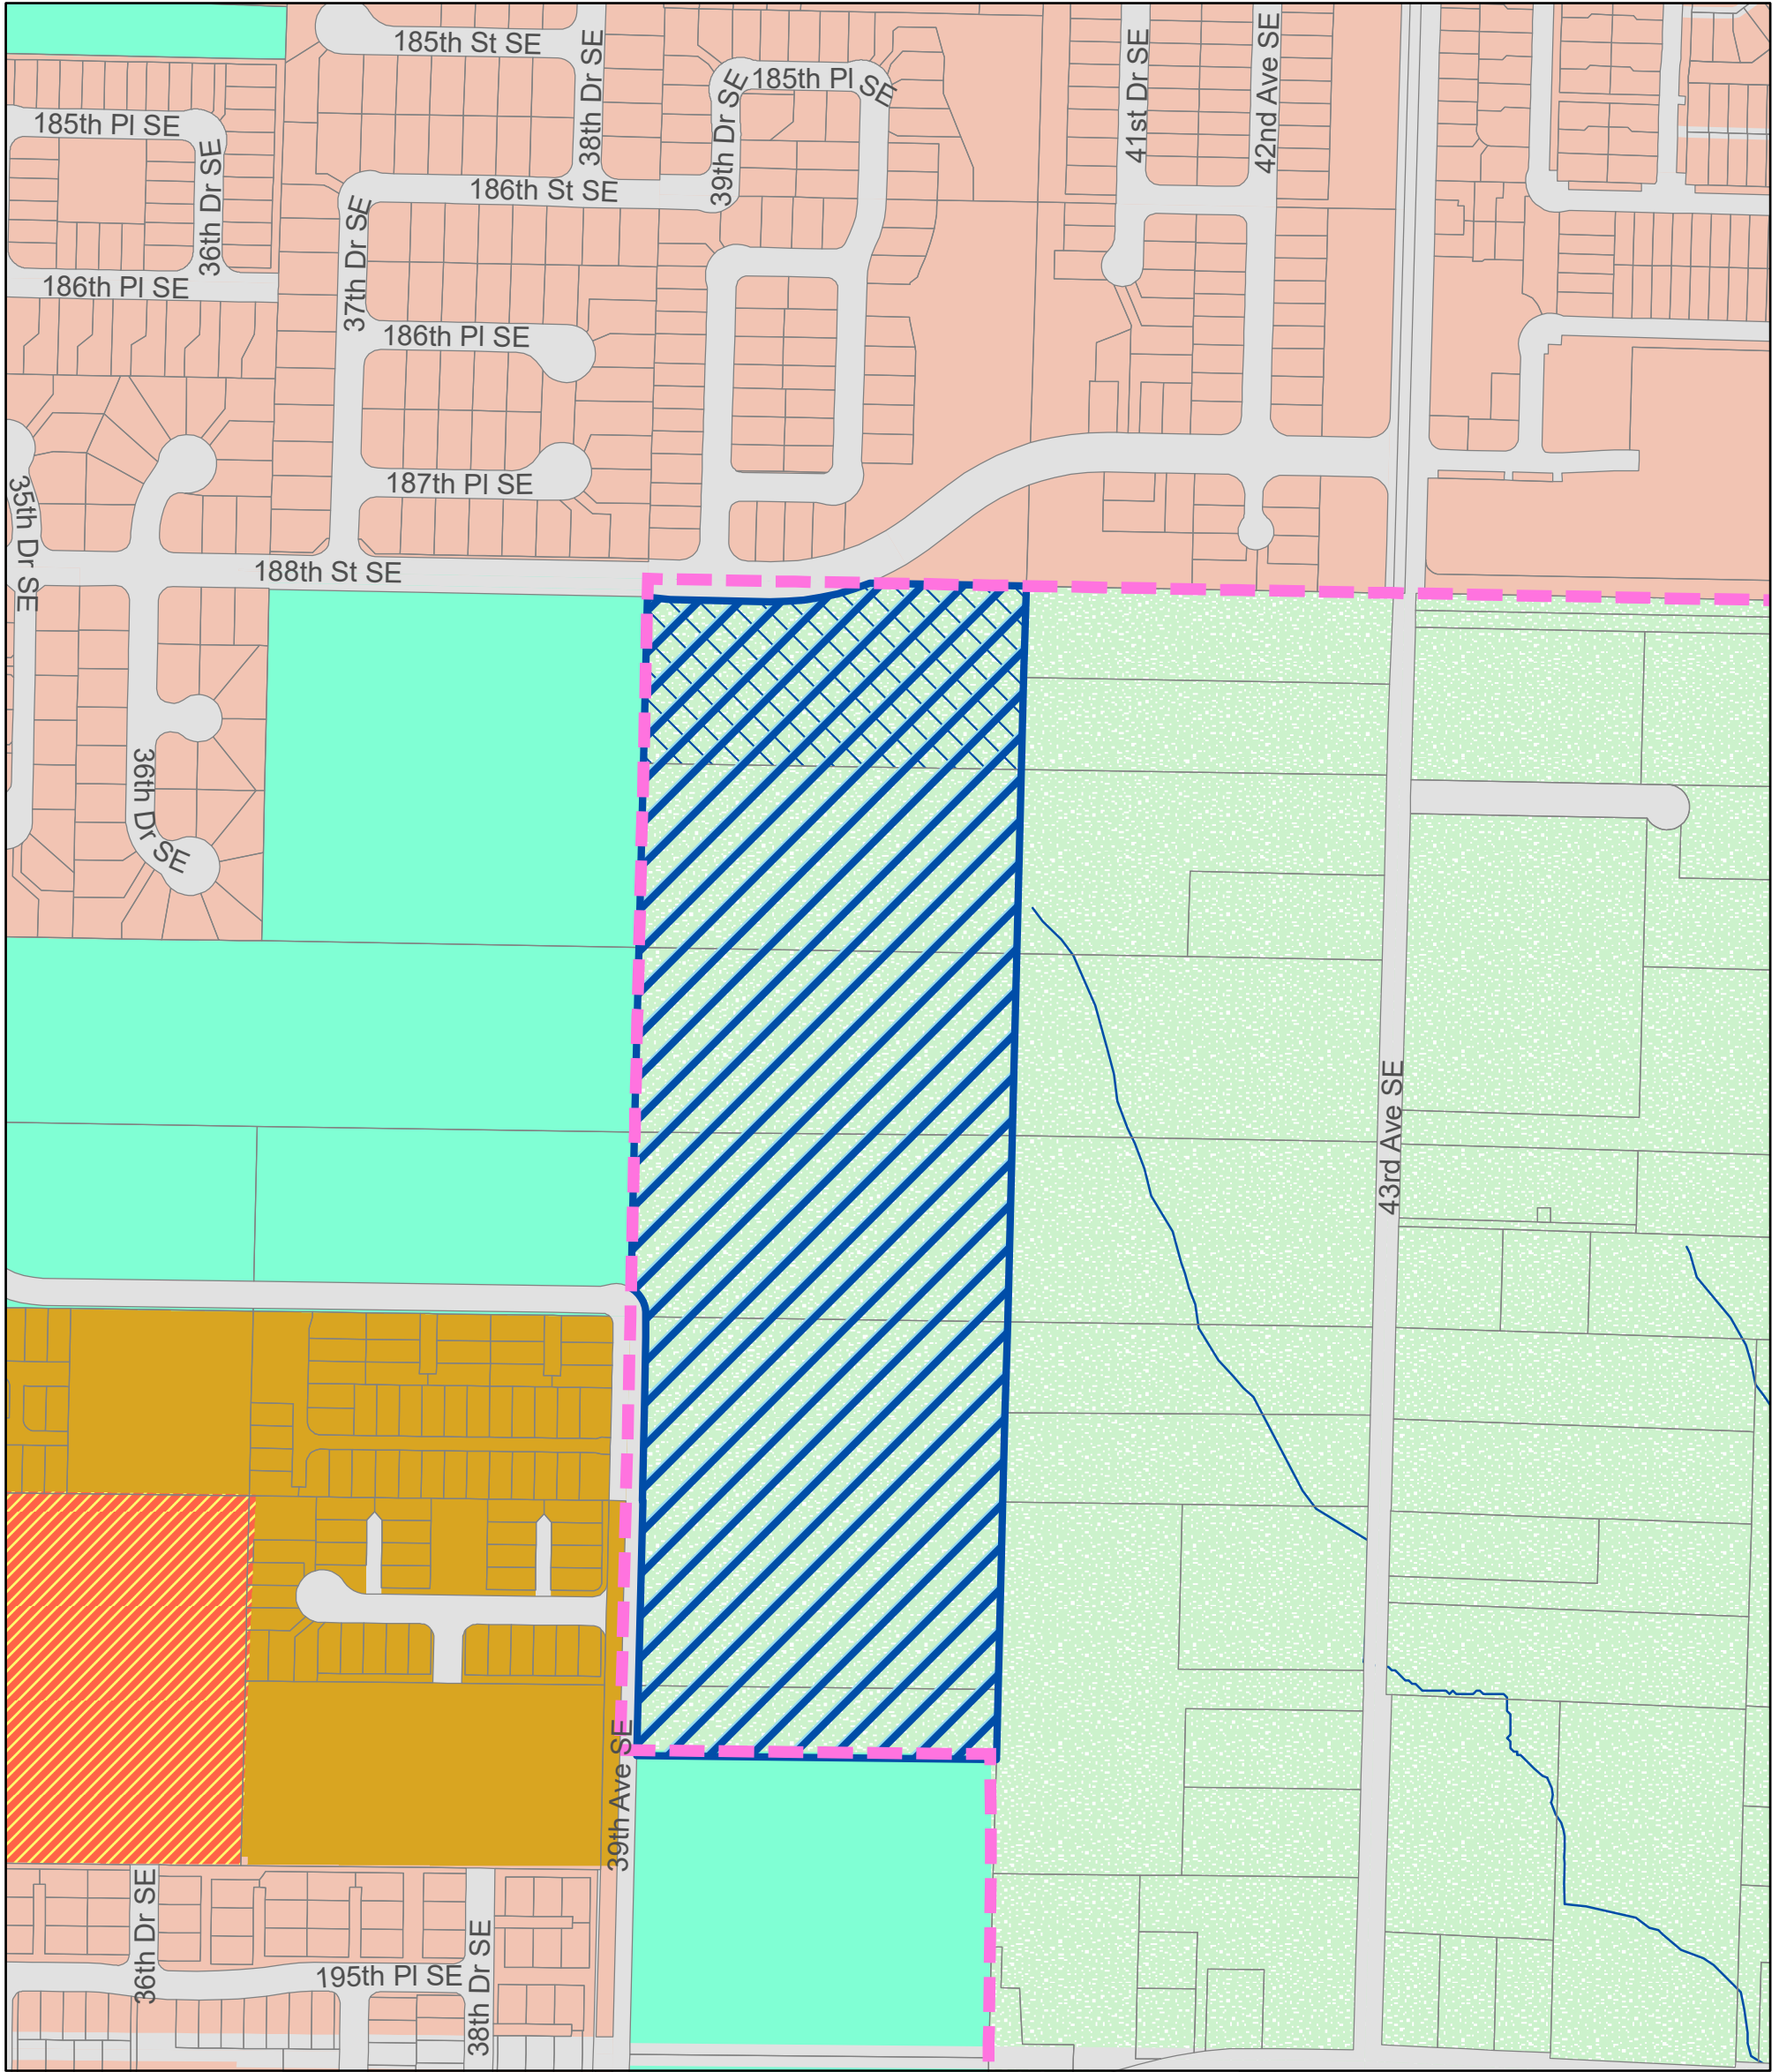 185th St SE
38th Dr SE
185th Pl SE
39th Dr SE
41st Dr SE
42nd Ave SE
185th Pl SE
36th Dr SE
186th St SE
37th Dr SE
186th Pl SE
186th Pl SE
187th Pl SE
35th Dr SE
188th St SE
36th Dr SE
43rd Ave SE
39th Ave SE
36th Dr SE
38th Dr SE
195th Pl SE